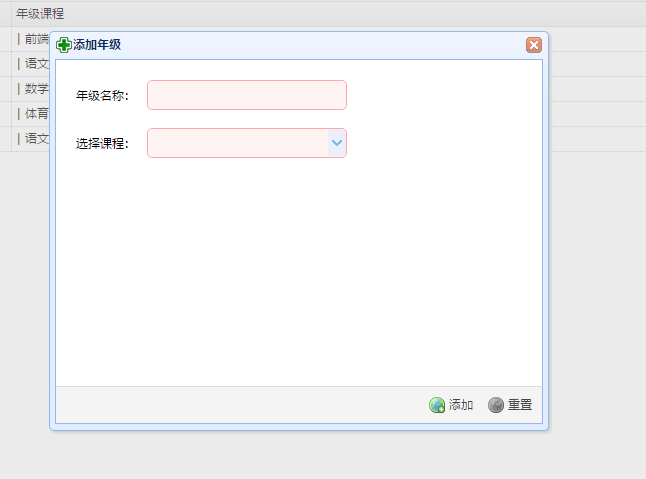 年级课程
| 前端
添加年级
| 语文
| 数学
年级名称：
| 体育
| 语文
选择课程：
添加
重置